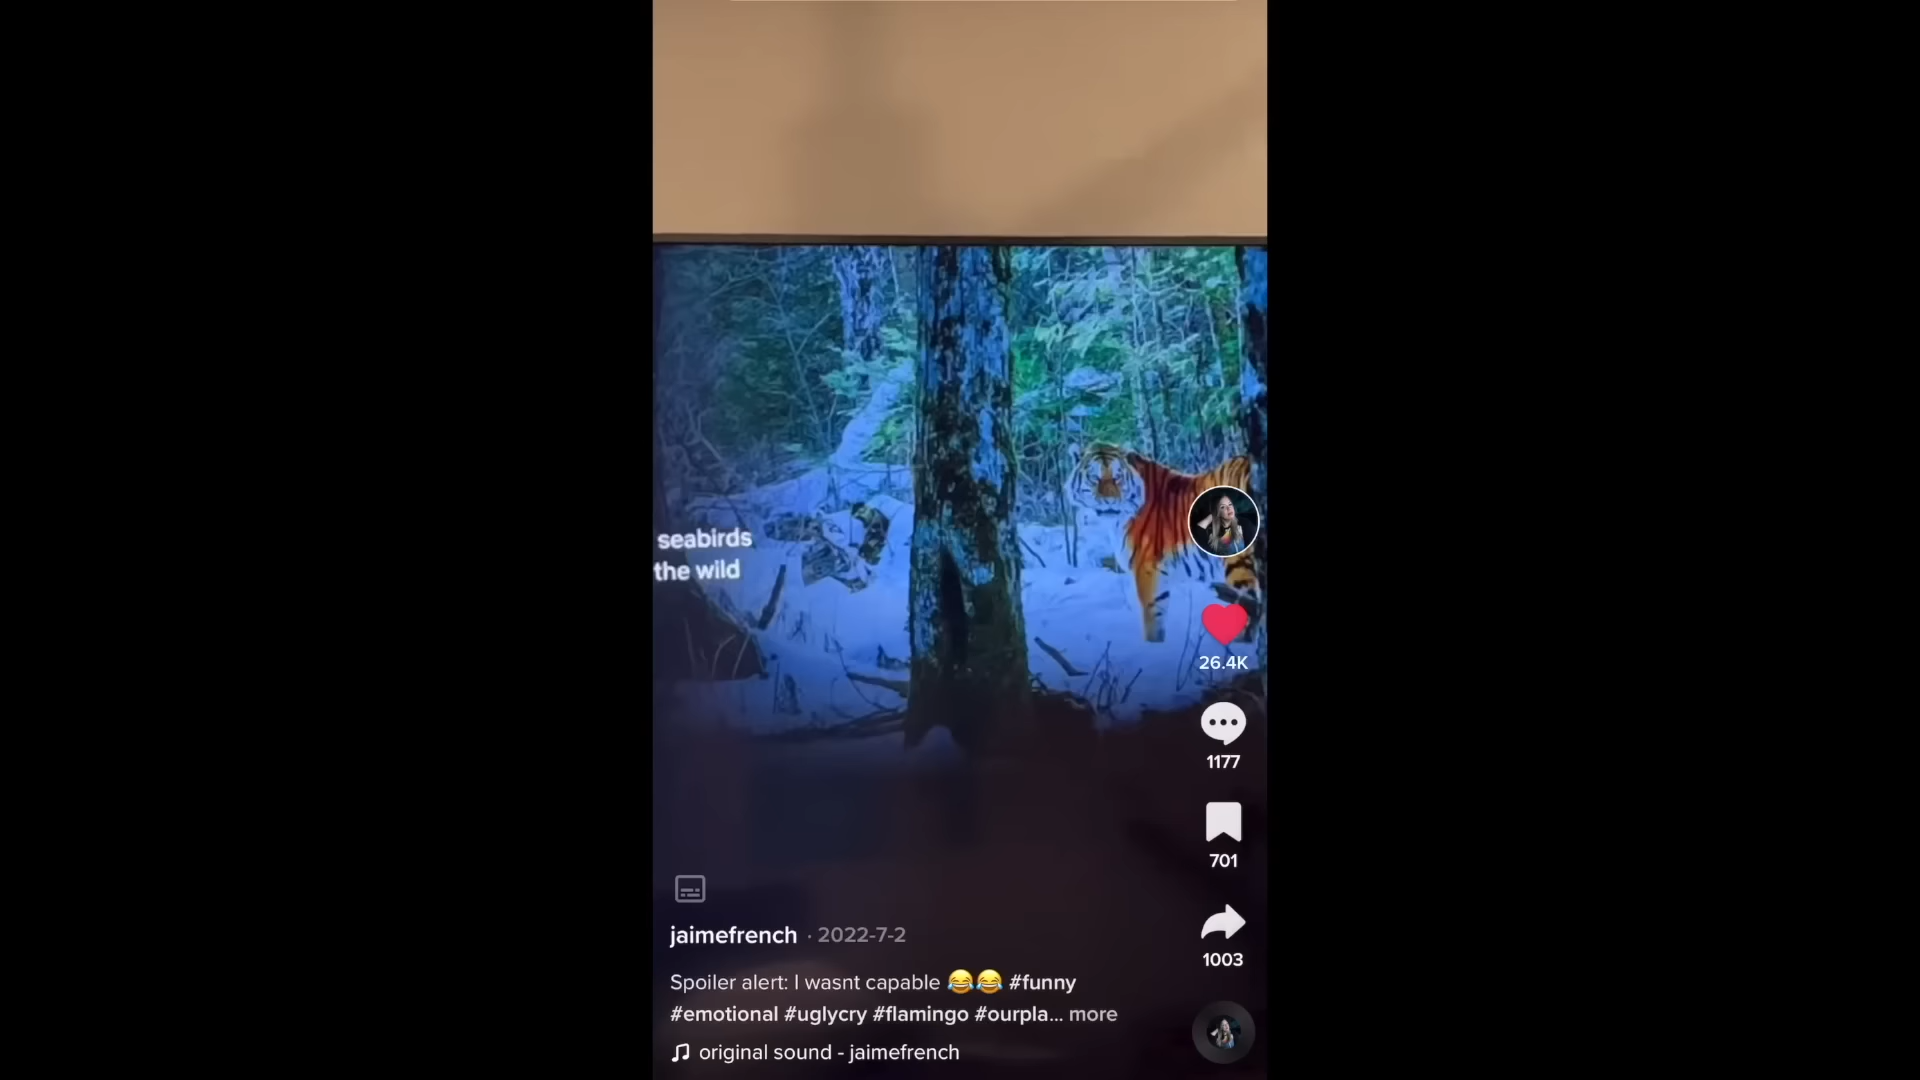 seabirds
the wild
26.4K
1177
701
1003
jaimefrench · 2022-7-2
Spoiler alert: I wasnt capable 😂😂 #funny
#emotional #uglycry #flamingo #ourpla... more
original sound - jaimefrench